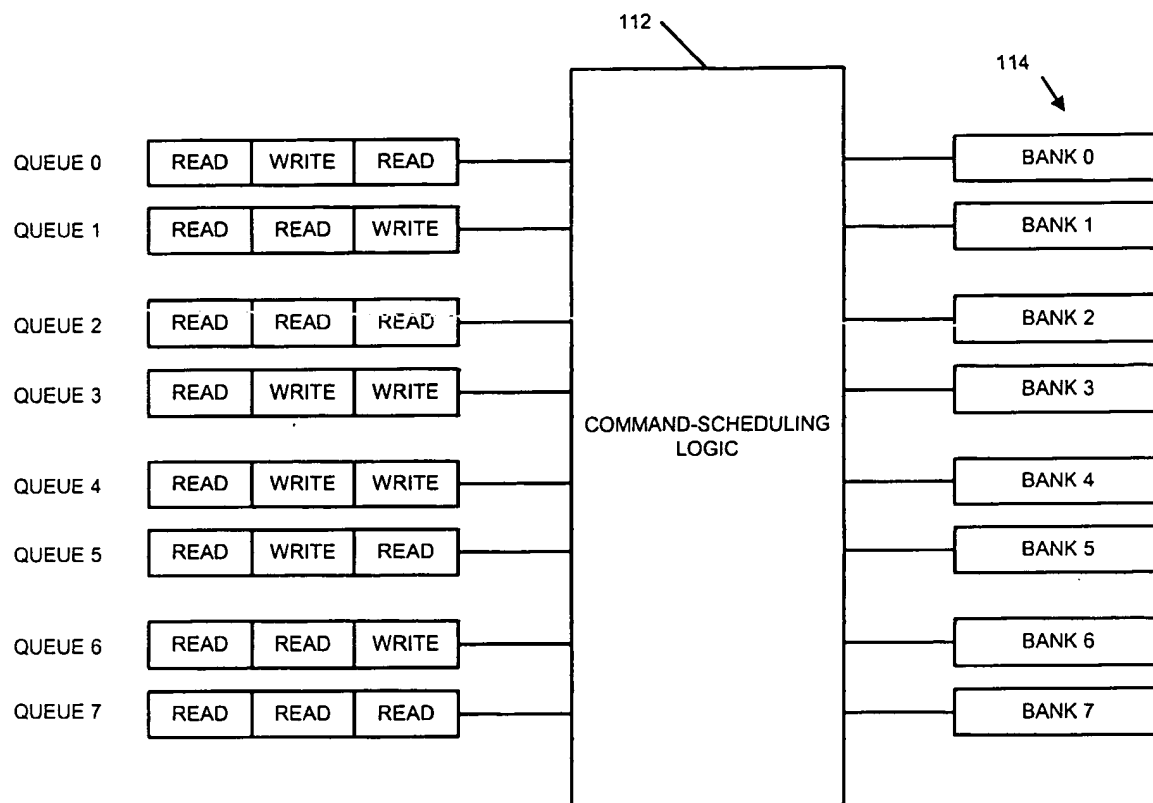 112
114
QUEUE 0 READ WRITE READ BANK 0
QUEUE 1 READ READ WRITE BANK 1
QUEUE 2 READ READ READ BANK 2
QUEUE 3 READ WRITE WRITE BANK 3
COMMAND-SCHEDULING
LOGIC
QUEUE 4 READ WRITE WRITE BANK 4
QUEUE 5 READ WRITE READ BANK 5
QUEUE 6 READ READ WRITE BANK 6
QUEUE 7 READ READ READ BANK 7